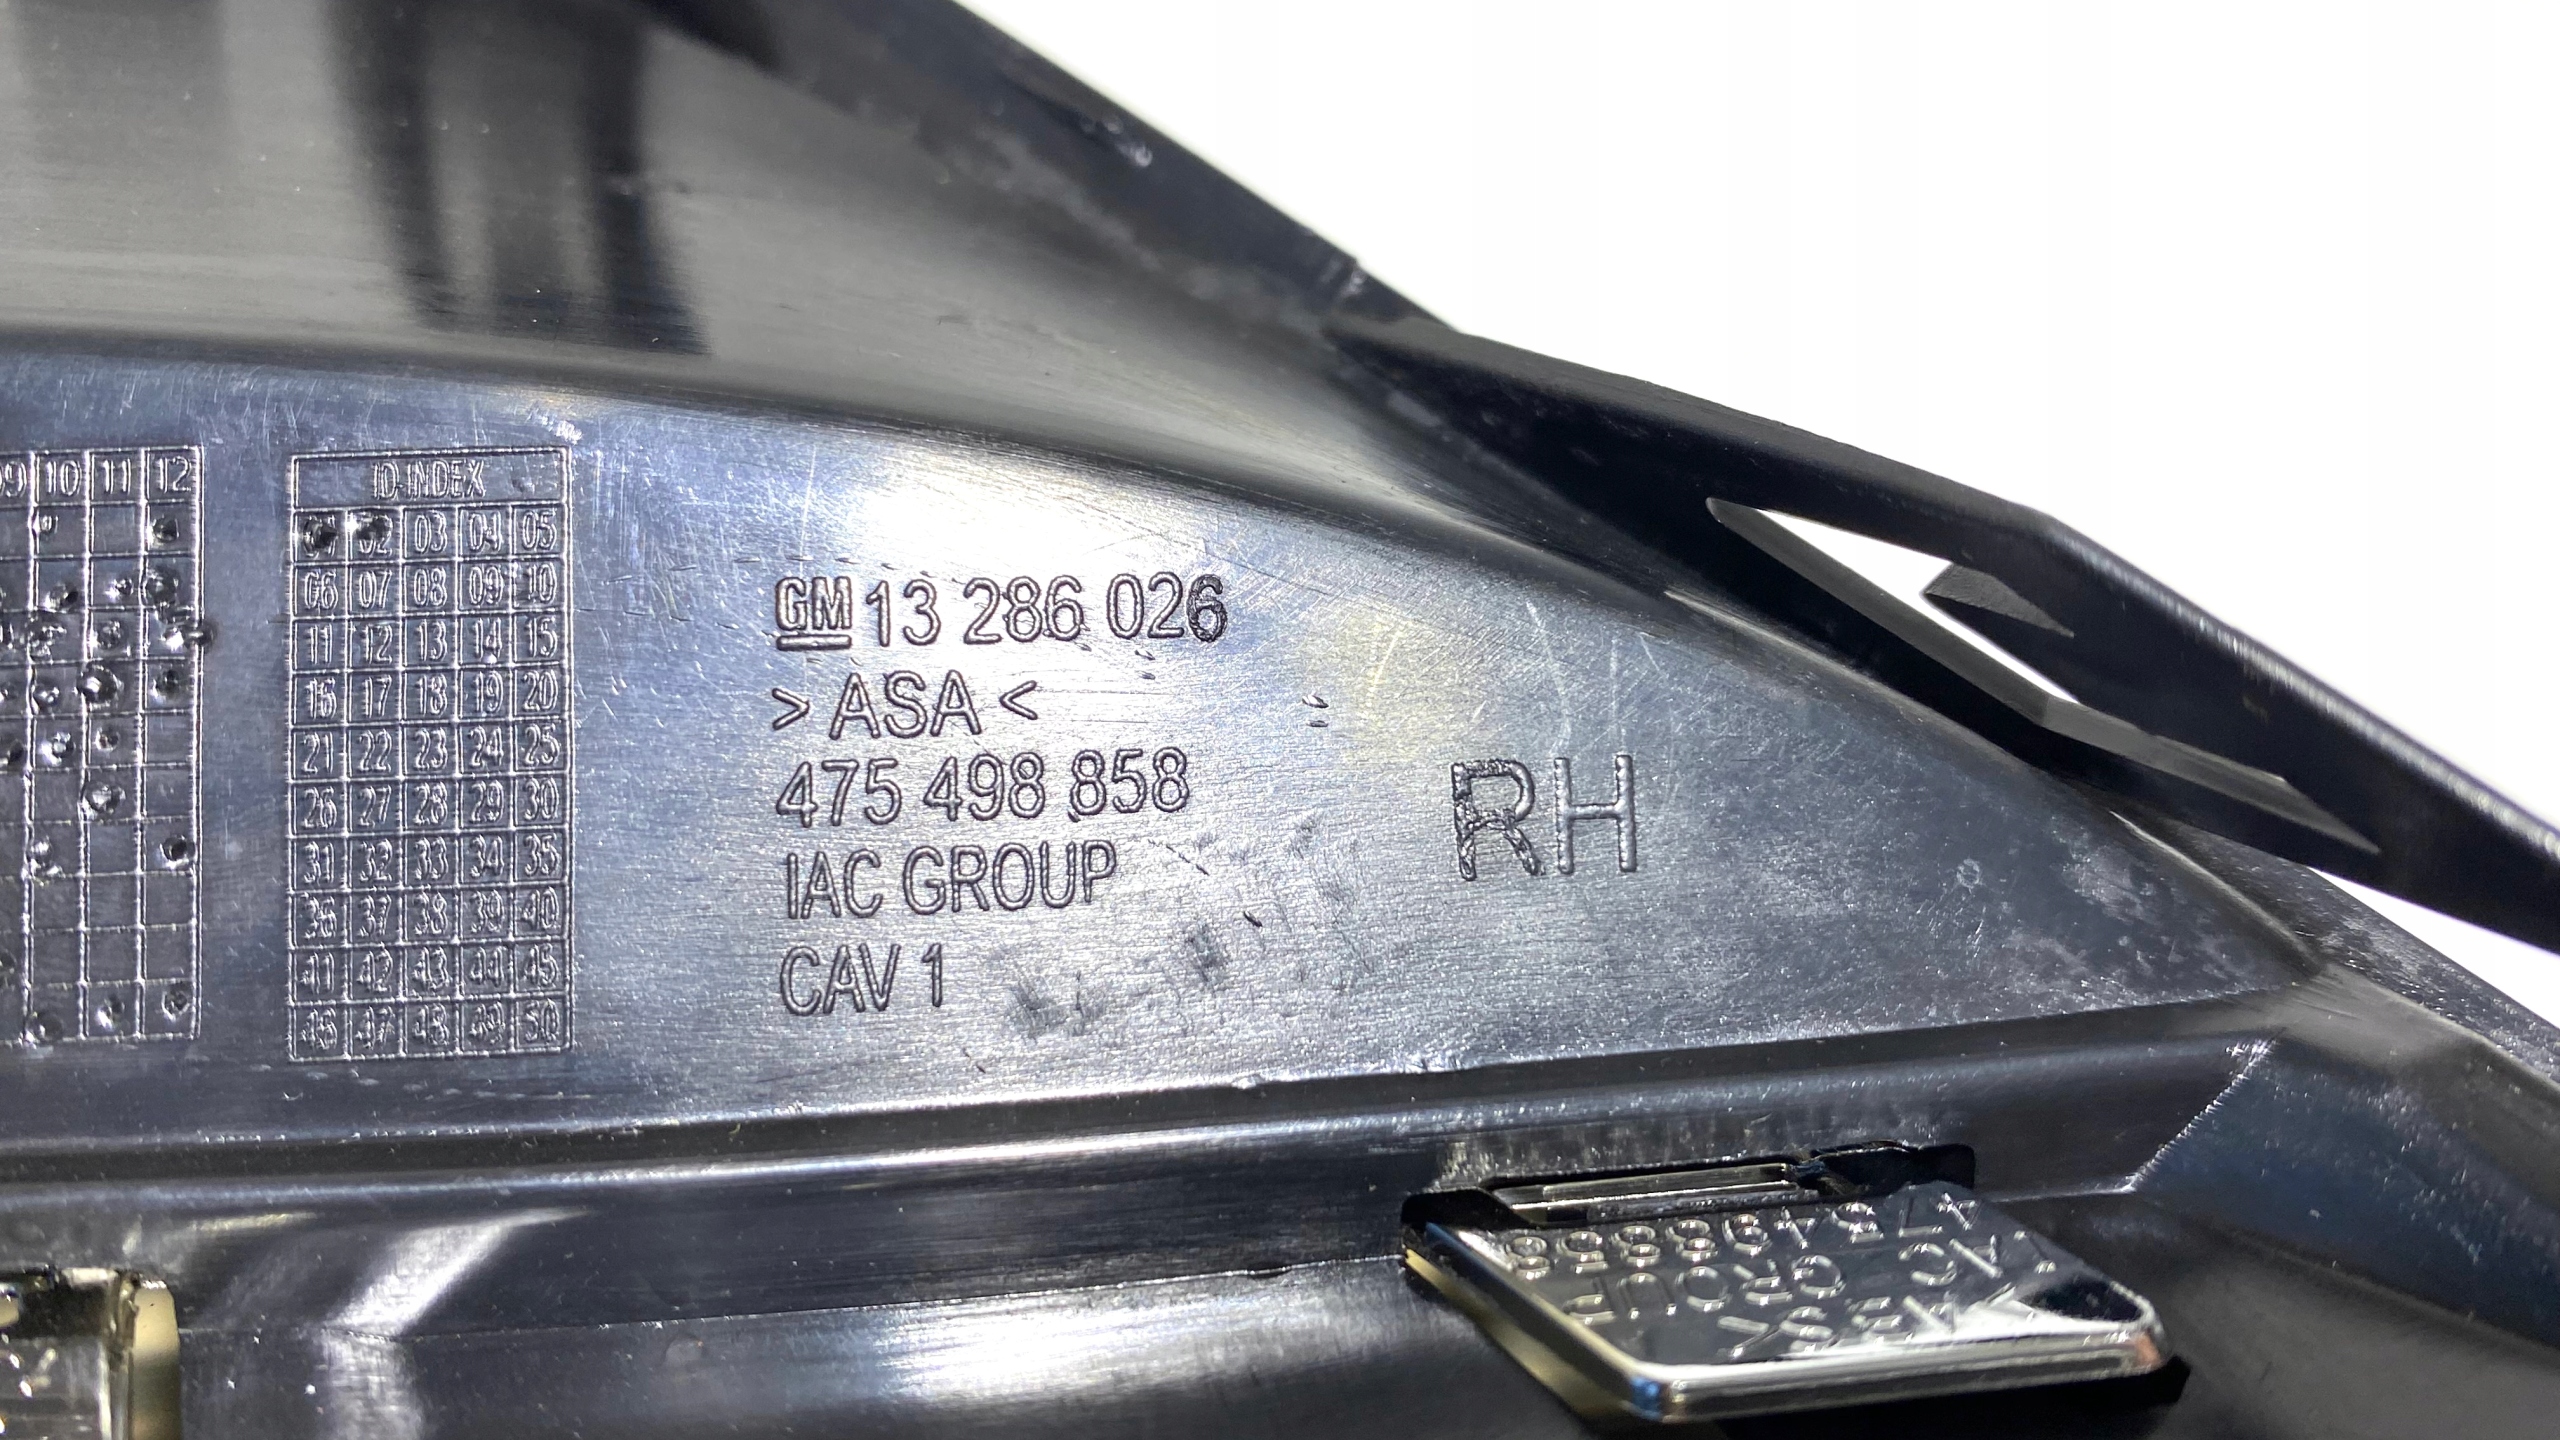 09 10 11 12
ID-INDEX
01 02 03 04 05
06 07 08 09 10
11 12 13 14 15
16 17 18 19 20
21 22 23 24 25
26 27 28 29 30
31 32 33 34 35
36 37 38 39 40
41 42 43 44 45
46 47 48 49 50
GM 13 286 026
> ASA <
475 498 858
IAC GROUP
CAV 1
RH
475498858
IAC GROUP